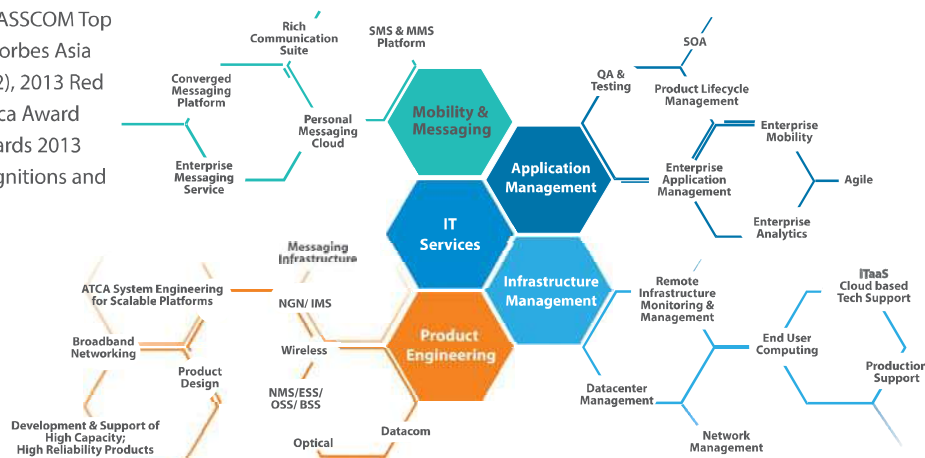 ASSCOM Top
orbes Asia
2), 2013 Red
ca Award
ards 2013
gnitions and
Rich
Communication
Suite
SMS & MMS
Platform
Converged
Messaging
Platform
Personal
Messaging
Cloud
Enterprise
Messaging
Service
Mobility &
Messaging
SOA
QA &
Testing
Product Lifecycle
Management
Enterprise
Mobility
Application
Management
Enterprise
Application
Management
Agile
Enterprise
Analytics
IT
Services
Messaging
Infrastructure
Infrastructure
Management
Remote
Infrastructure
Monitoring &
Management
ITaaS
Cloud based
Tech Support
End User
Computing
Production
Support
Datacenter
Management
Network
Management
ATCA System Engineering
for Scalable Platforms
NGN/ IMS
Product
Engineering
Broadband
Networking
Wireless
Product
Design
NMS/ESS/
OSS/ BSS
Development & Support of
High Capacity;
High Reliability Products
Optical
Datacom